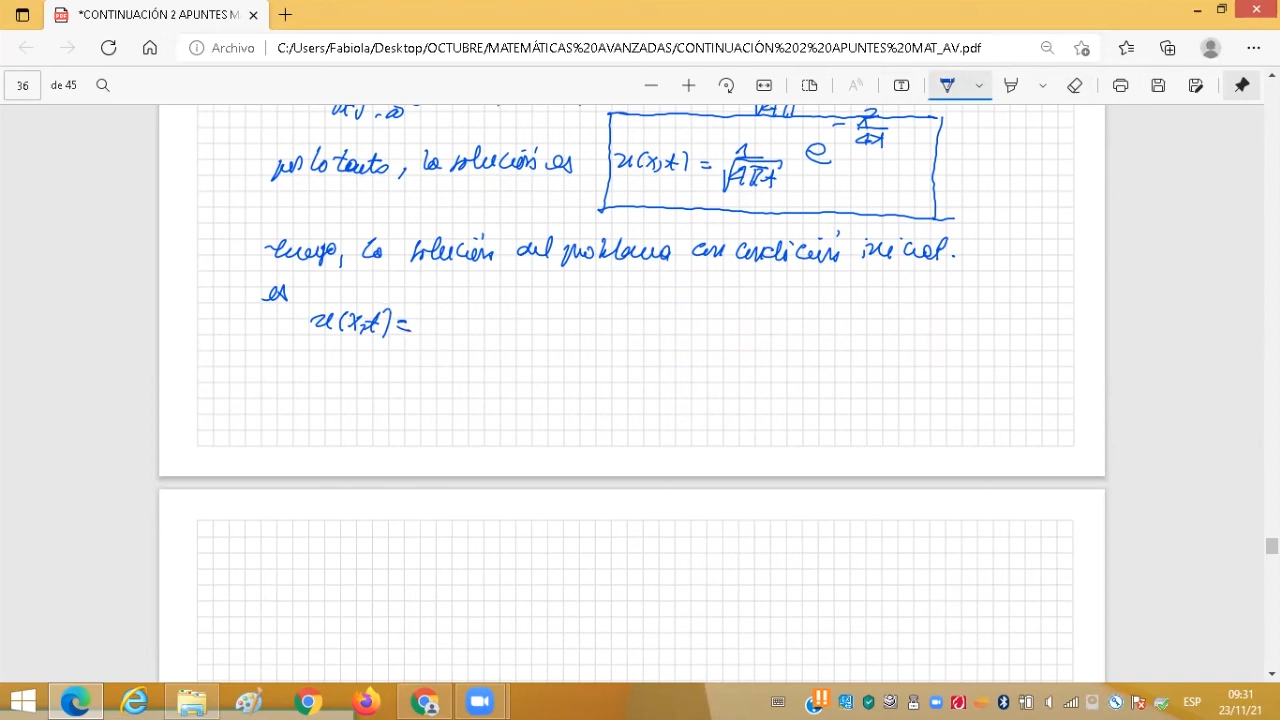 *CONTINUACIÓN 2 APUNTES M
Archivo C:/Users/Fabiola/Desktop/OCTUBRE/MATEMÁTICAS%20AVANZADAS/CONTINUACIÓN%202%20APUNTES%20MAT_AV.pdf
36 de 45
por lo tanto, la solución es u(x,t) = 1/√4πt e^-x²/4t
luego, la solución del problema con condición inicial.
es
u(x,t) =
ESP
09:31
23/11/21